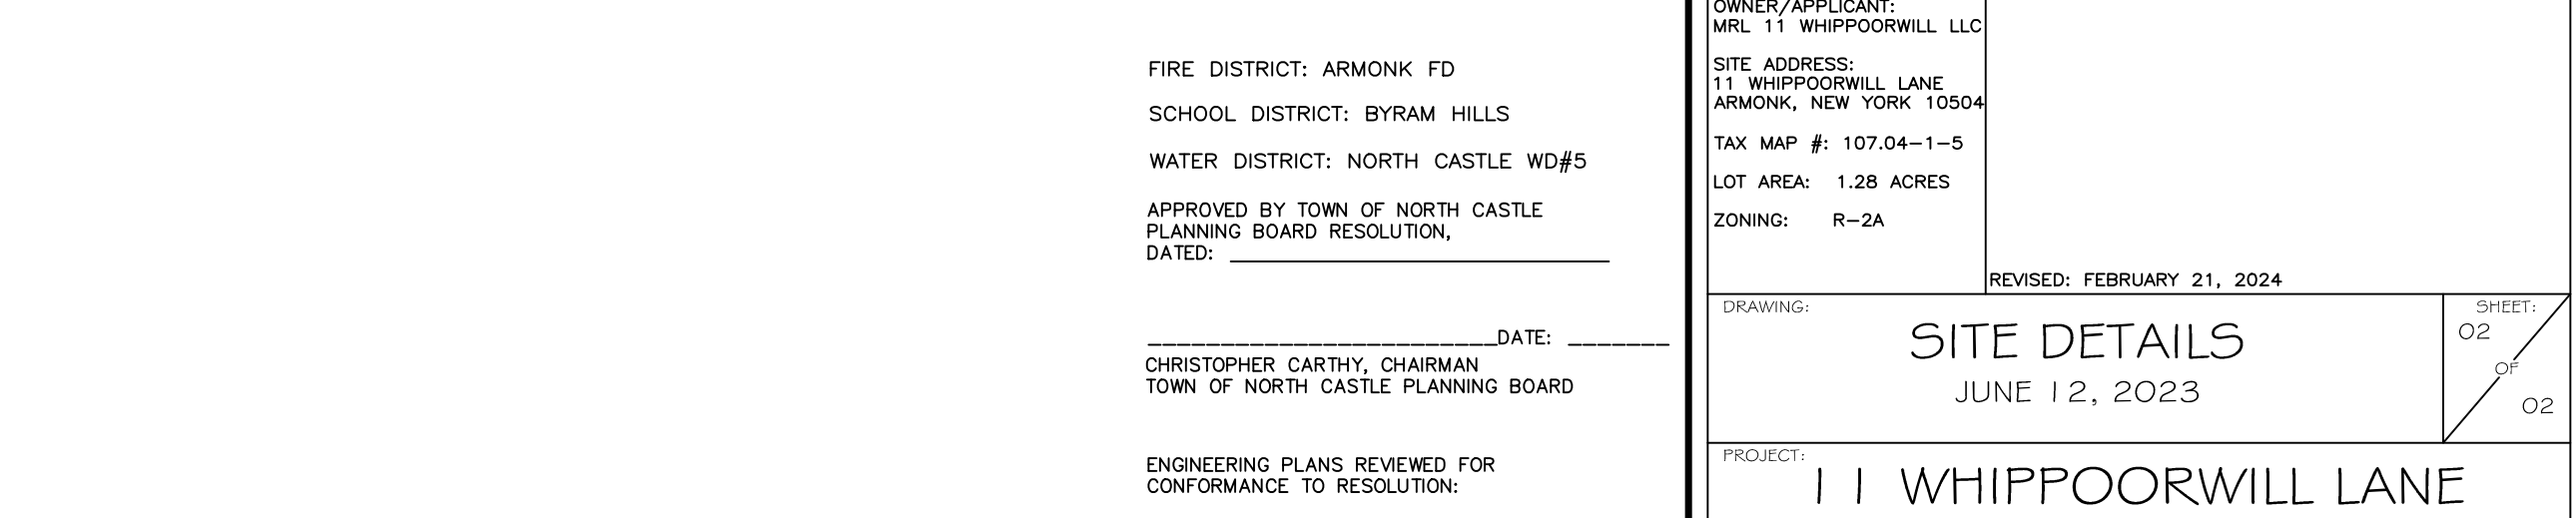 FIRE DISTRICT: ARMONK FD
SCHOOL DISTRICT: BYRAM HILLS
WATER DISTRICT: NORTH CASTLE WD#5
APPROVED BY TOWN OF NORTH CASTLE
PLANNING BOARD RESOLUTION,
DATED:
DATE:
CHRISTOPHER CARTHY, CHAIRMAN
TOWN OF NORTH CASTLE PLANNING BOARD
ENGINEERING PLANS REVIEWED FOR
CONFORMANCE TO RESOLUTION:
OWNER/APPLICANT:
MRL 11 WHIPPOORWILL LLC
SITE ADDRESS:
11 WHIPPOORWILL LANE
ARMONK, NEW YORK 10504
TAX MAP #: 107.04-1-5
LOT AREA: 1.28 ACRES
ZONING: R-2A
REVISED: FEBRUARY 21, 2024
DRAWING:
SITE DETAILS
JUNE 12, 2023
SHEET:
02
OF
02
PROJECT:
11 WHIPPOORWILL LANE